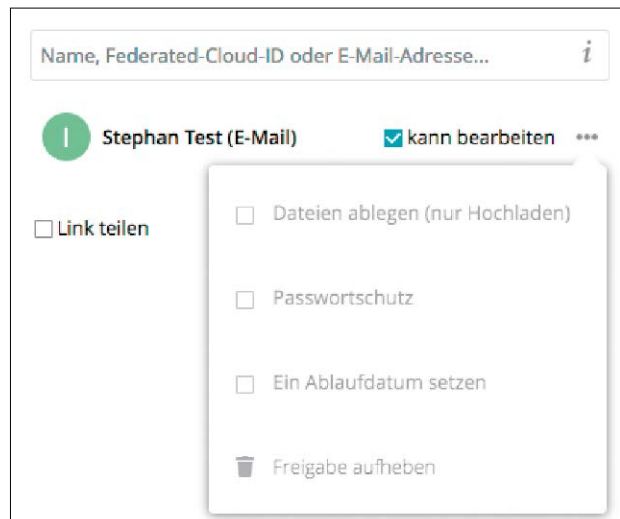 Name, Federated-Cloud-ID oder E-Mail-Adresse... i
I Stephan Test (E-Mail) kann bearbeiten
Dateien ablegen (nur Hochladen)
Link teilen
Passwortschutz
Ein Ablaufdatum setzen
Freigabe aufheben